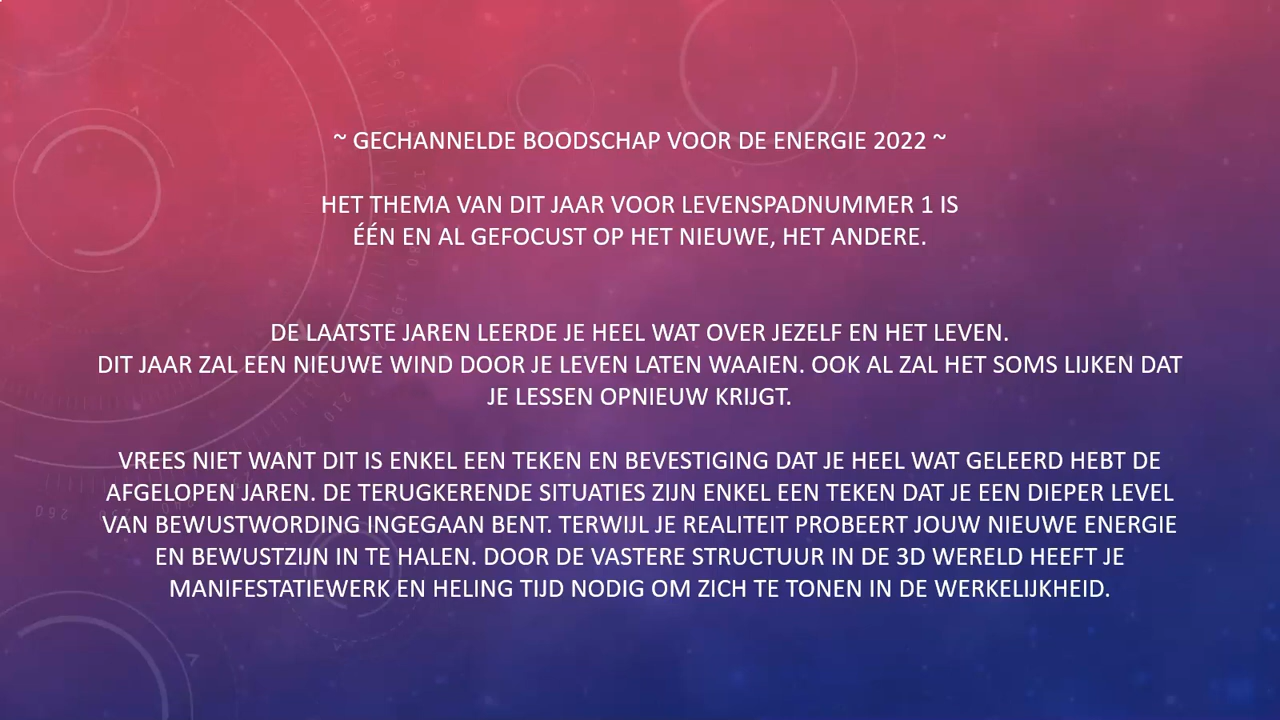 ~ GECHANNELDE BOODSCHAP VOOR DE ENERGIE 2022 ~
HET THEMA VAN DIT JAAR VOOR LEVENSPADNUMMER 1 IS
ÉÉN EN AL GEFOCUST OP HET NIEUWE, HET ANDERE.
DE LAATSTE JAREN LEERDE JE HEEL WAT OVER JEZELF EN HET LEVEN.
DIT JAAR ZAL EEN NIEUWE WIND DOOR JE LEVEN LATEN WAAIEN. OOK AL ZAL HET SOMS LIJKEN DAT
JE LESSEN OPNIEUW KRIJGT.
VREES NIET WANT DIT IS ENKEL EEN TEKEN EN BEVESTIGING DAT JE HEEL WAT GELEERD HEBT DE
AFGELOPEN JAREN. DE TERUGKERENDE SITUATIES ZIJN ENKEL EEN TEKEN DAT JE EEN DIEPER LEVEL
VAN BEWUSTWORDING INGEGAAN BENT. TERWIJL JE REALITEIT PROBEERT JOUW NIEUWE ENERGIE
EN BEWUSTZIJN IN TE HALEN. DOOR DE VASTERE STRUCTUUR IN DE 3D WERELD HEEFT JE
MANIFESTATIEWERK EN HELING TIJD NODIG OM ZICH TE TONEN IN DE WERKELIJKHEID.